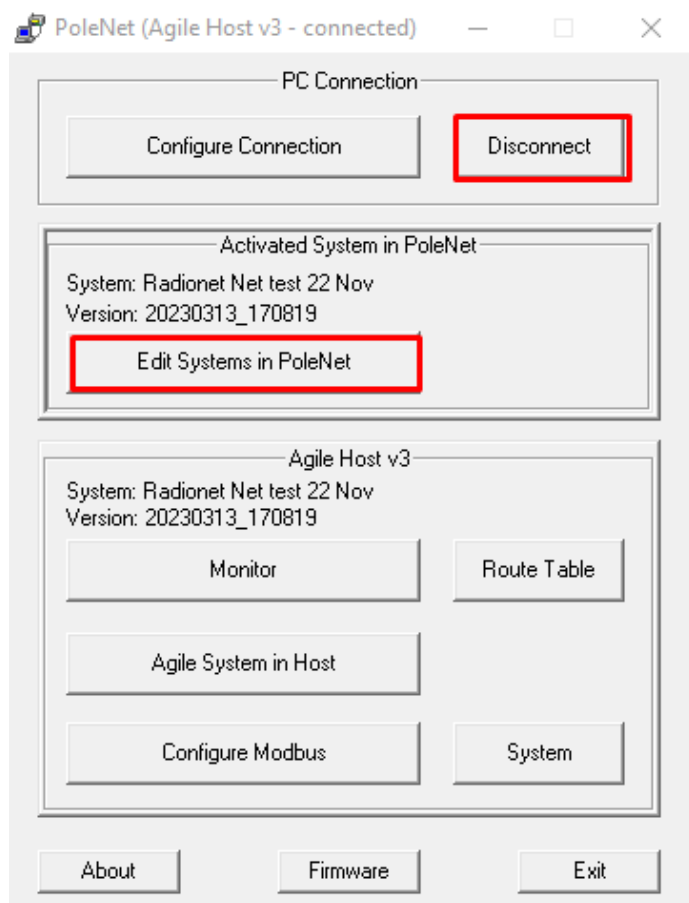 PoleNet (Agile Host v3 - connected)
PC Connection
Configure Connection
Disconnect
Activated System in PoleNet
System: Radionet Net test 22 Nov
Version: 20230313_170819
Edit Systems in PoleNet
Agile Host v3
System: Radionet Net test 22 Nov
Version: 20230313_170819
Monitor
Route Table
Agile System in Host
Configure Modbus
System
About
Firmware
Exit